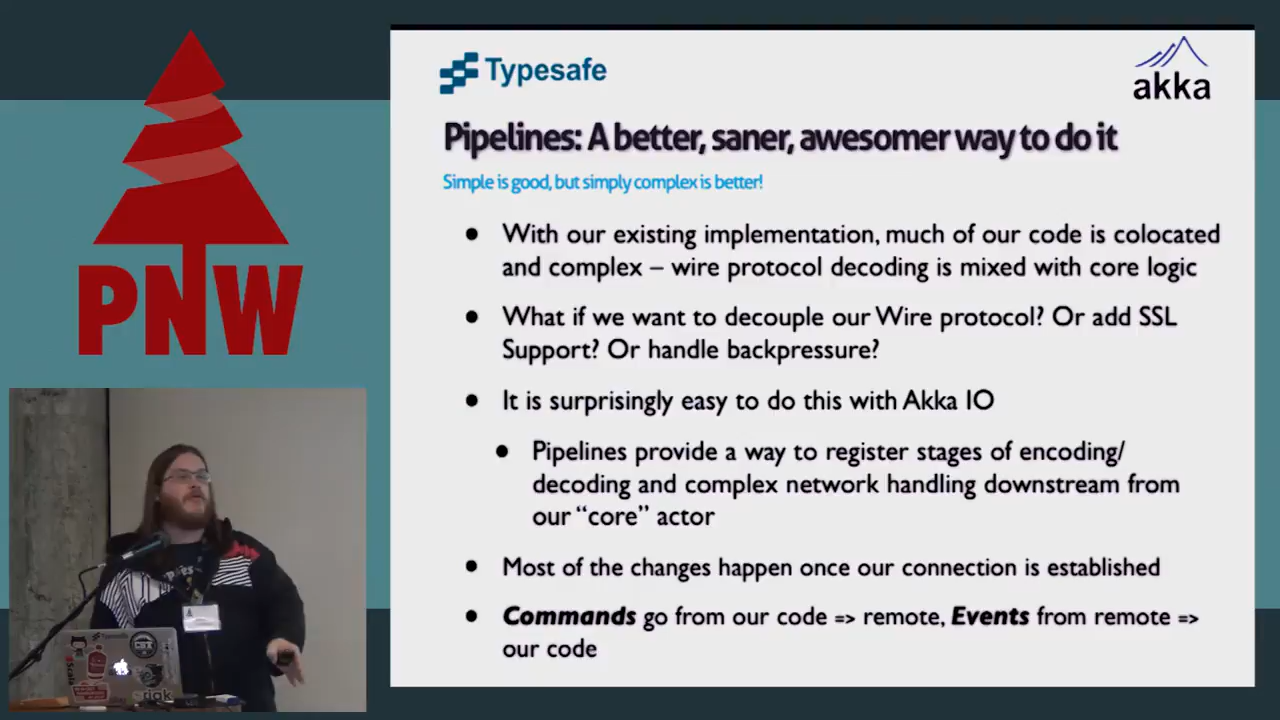 Typesafe
akka
Pipelines: A better, saner, awesomer way to do it
Simple is good, but simply complex is better!
PNW
• With our existing implementation, much of our code is colocated
and complex – wire protocol decoding is mixed with core logic
• What if we want to decouple our Wire protocol? Or add SSL
Support? Or handle backpressure?
• It is surprisingly easy to do this with Akka IO
• Pipelines provide a way to register stages of encoding/
decoding and complex network handling downstream from
our “core” actor
• Most of the changes happen once our connection is established
• Commands go from our code => remote, Events from remote =>
our code
Typesafe
riak